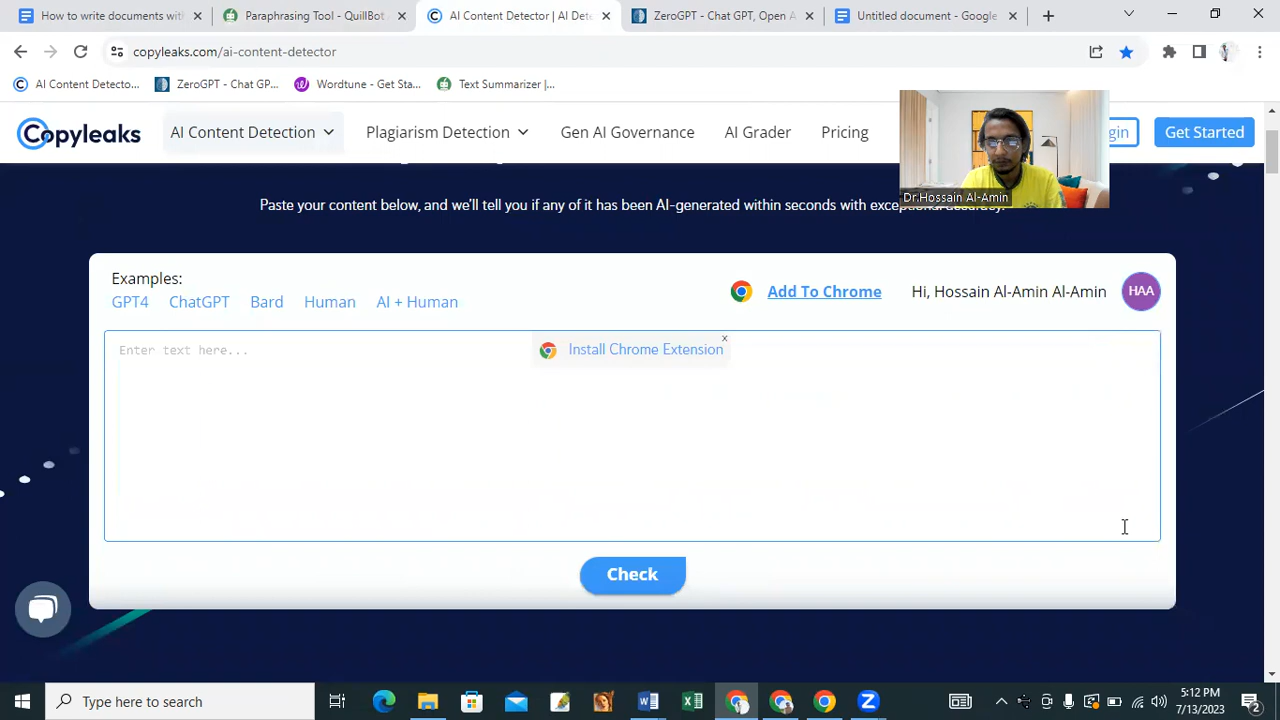 How to write documents with
Paraphrasing Tool - QuillBot
AI Content Detector | AI Dete
ZeroGPT - Chat GPT, Open A
Untitled document - Google
copyleaks.com/ai-content-detector
AI Content Detecto...
ZeroGPT - Chat GP...
Wordtune - Get Sta...
Text Summarizer |...
Copyleaks
AI Content Detection
Plagiarism Detection
Gen AI Governance
AI Grader
Pricing
Get Started
Dr.Hossain Al-Amin
Paste your content below, and we'll tell you if any of it has been AI-generated within seconds with exceptional accuracy.
Examples:
GPT4 ChatGPT Bard Human AI + Human
Add To Chrome
Hi, Hossain Al-Amin Al-Amin
HAA
Enter text here...
Install Chrome Extension
x
Check
Type here to search
5:12 PM
7/13/2023
2